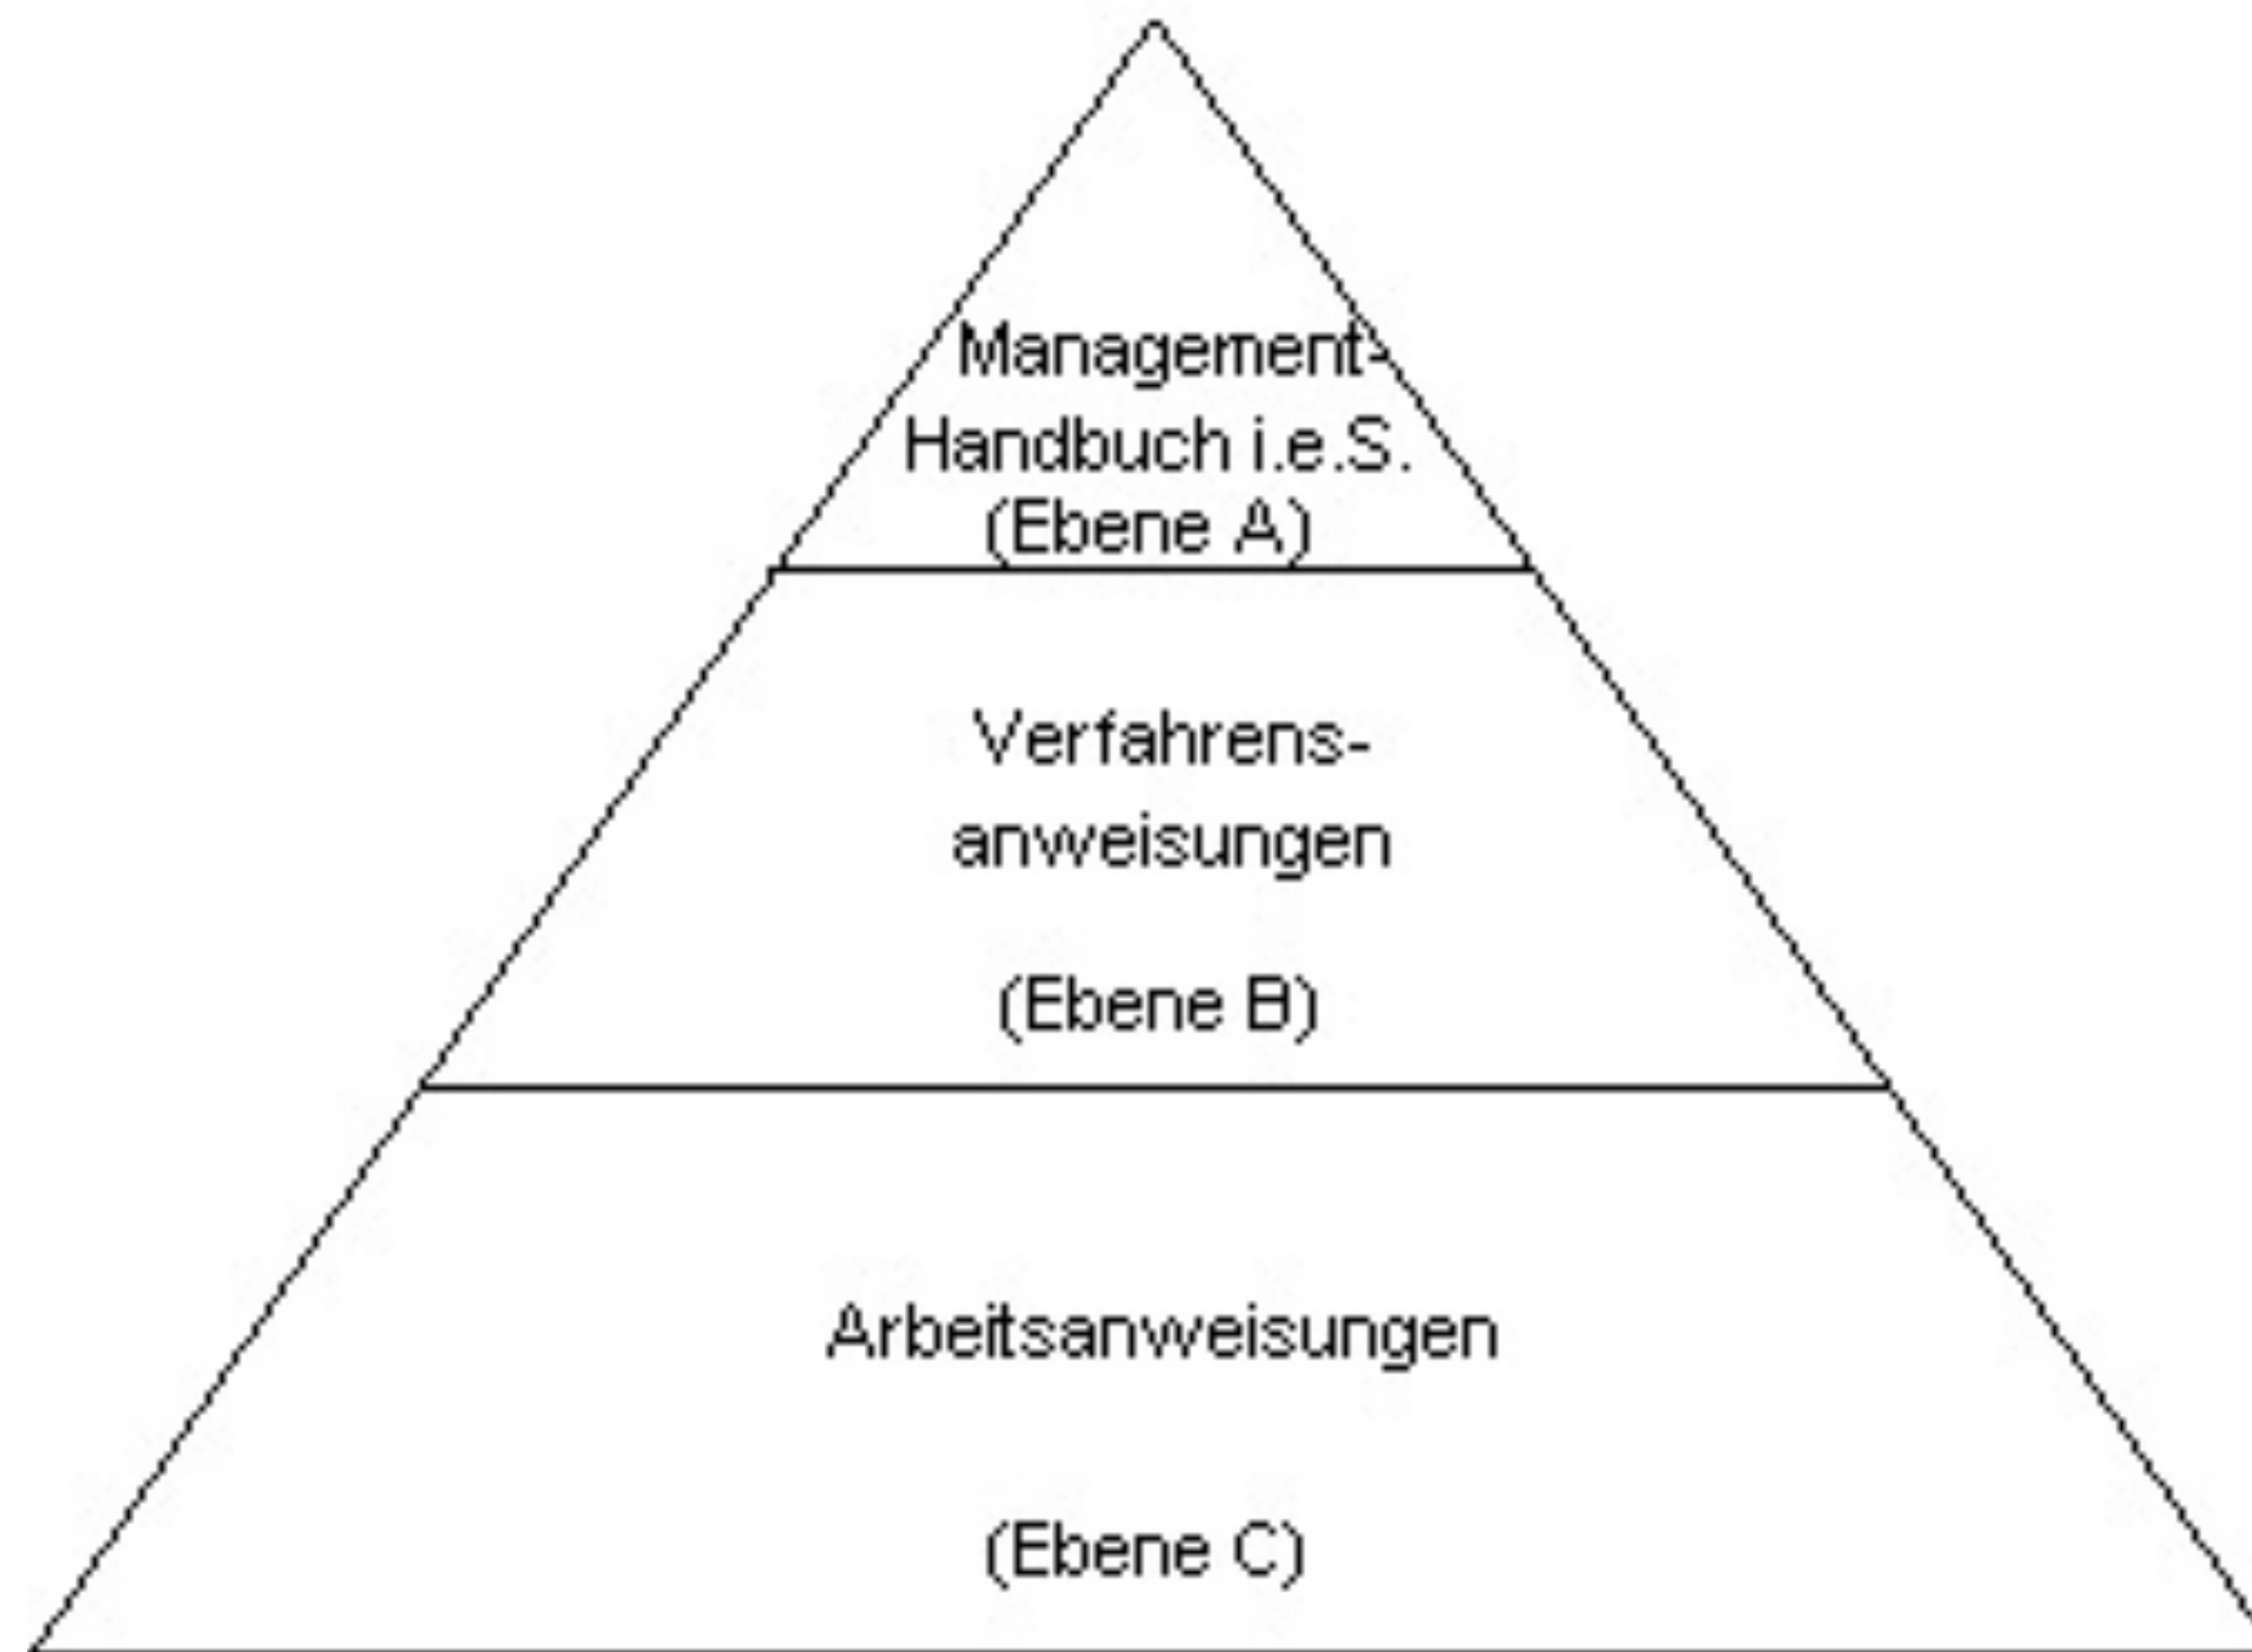 Management-
Handbuch i.e.S.
(Ebene A)
Verfahrens-
anweisungen
(Ebene B)
Arbeitsanweisungen
(Ebene C)